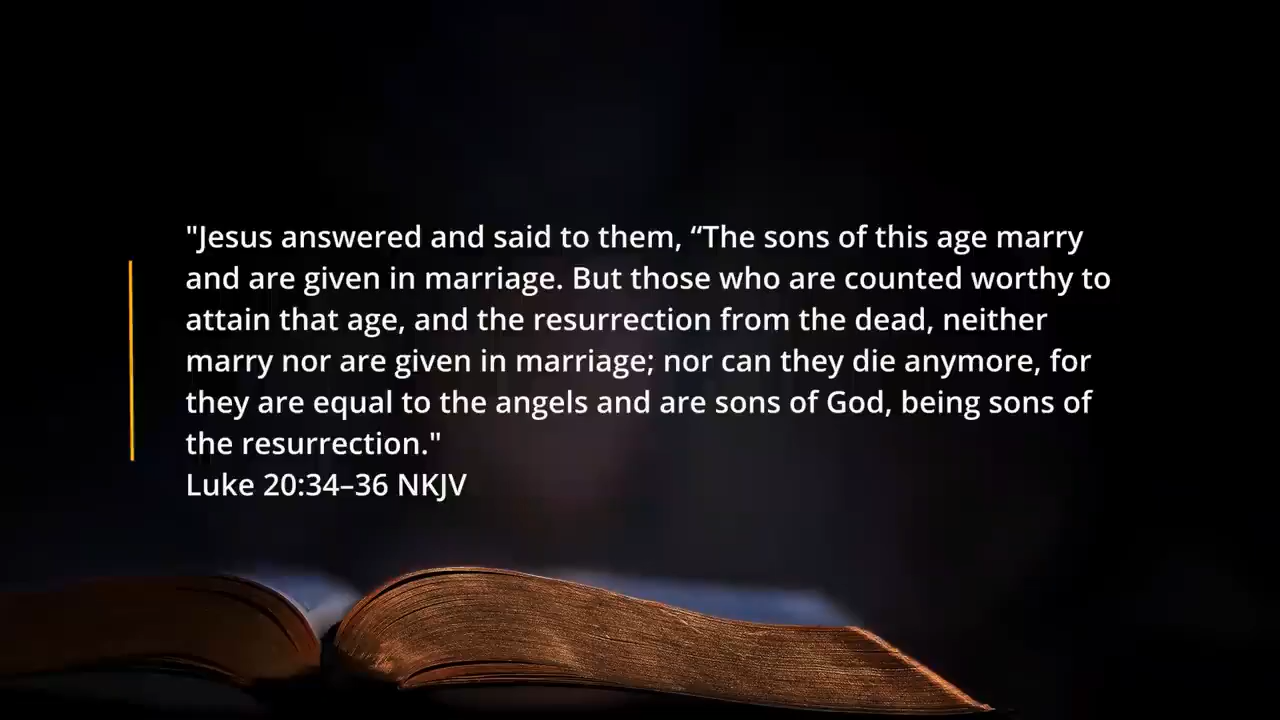 "Jesus answered and said to them, “The sons of this age marry
and are given in marriage. But those who are counted worthy to
attain that age, and the resurrection from the dead, neither
marry nor are given in marriage; nor can they die anymore, for
they are equal to the angels and are sons of God, being sons of
the resurrection."
Luke 20:34–36 NKJV